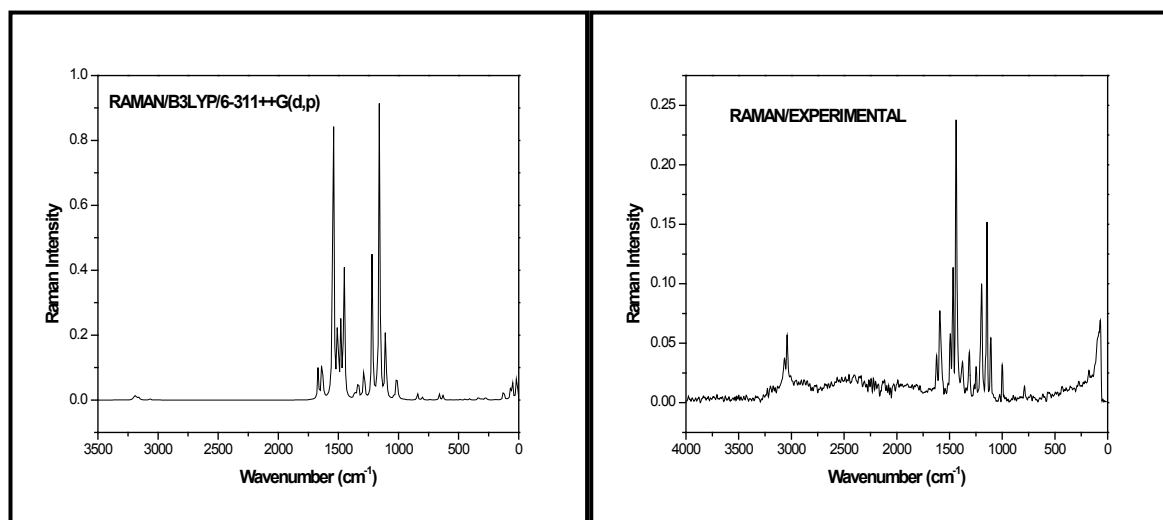 RAMAN/B3LYP/6-311++G(d,p)
Raman Intensity
1.0
0.8
0.6
0.4
0.2
0.0
3500 3000 2500 2000 1500 1000 500 0
Wavenumber (cm⁻¹)
RAMAN/EXPERIMENTAL
Raman Intensity
0.25
0.20
0.15
0.10
0.05
0.00
4000 3500 3000 2500 2000 1500 1000 500 0
Wavenumber (cm⁻¹)